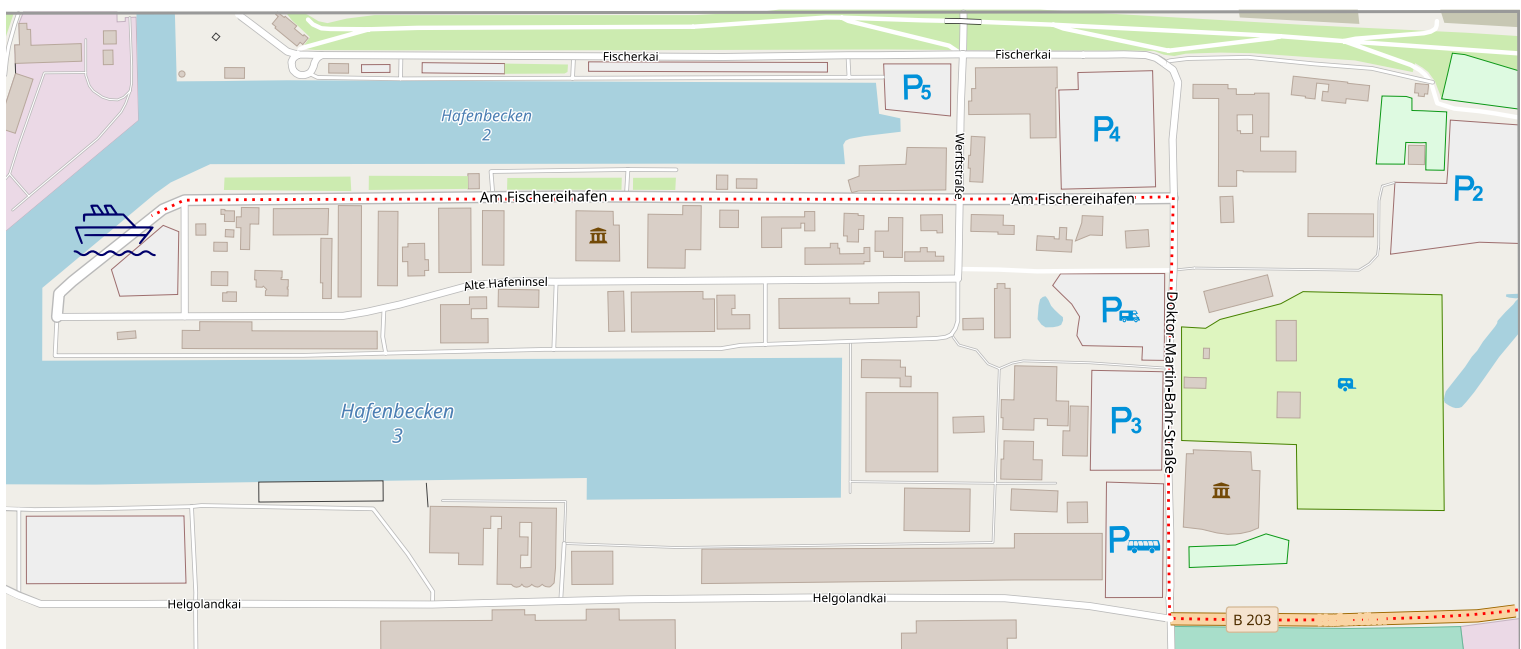 Fischerkai
Fischerkai
P5
Hafenbecken
2
P4
Werftstraße
P2
Am Fischereihafen
Am Fischereihafen
Alte Hafeninsel
P
Doktor-Martin-Bahr-Straße
Hafenbecken
3
P3
P
Helgolandkai
Helgolandkai
B 203